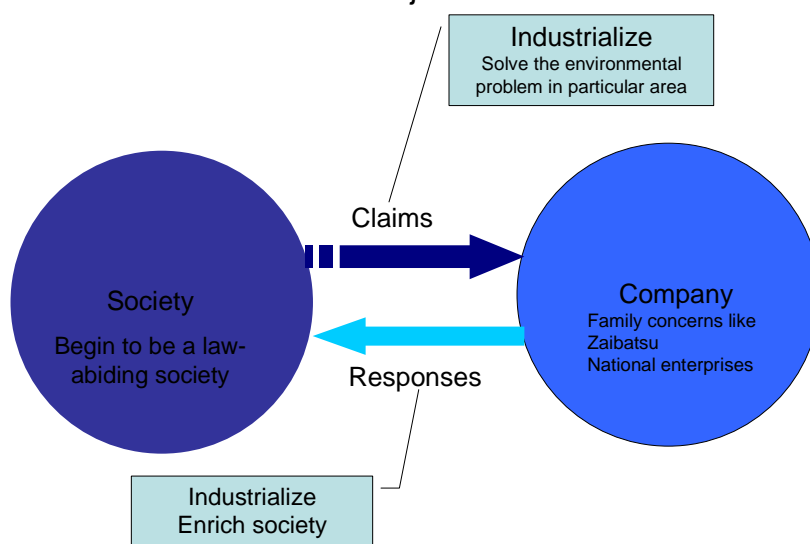 Industrialize
Solve the environmental
problem in particular area
Claims
Society
Begin to be a law-
abiding society
Company
Family concerns like
Zaibatsu
National enterprises
Responses
Industrialize
Enrich society